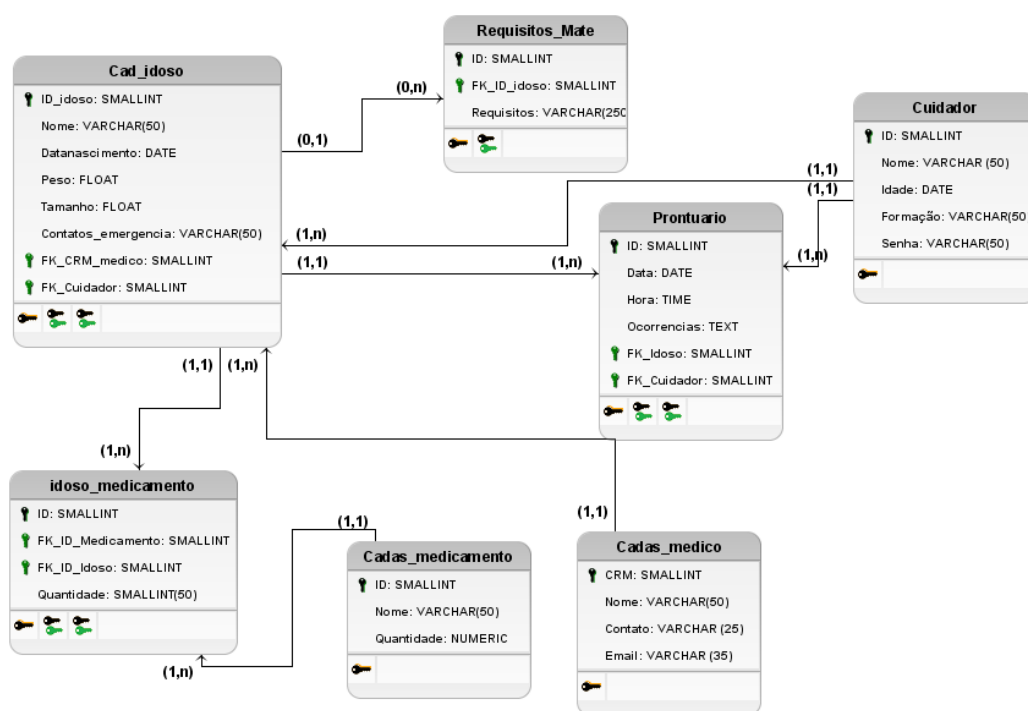 Requisitos_Mate
ID: SMALLINT
FK_ID_idoso: SMALLINT
Requisitos: VARCHAR(250
Cad_idoso
ID_idoso: SMALLINT
Nome: VARCHAR(50)
Datanascimento: DATE
Peso: FLOAT
Tamanho: FLOAT
Contatos_emergencia: VARCHAR(50)
FK_CRM_medico: SMALLINT
FK_Cuidador: SMALLINT
(0,n)
(0,1)
Cuidador
ID: SMALLINT
Nome: VARCHAR (50)
Idade: DATE
Formação: VARCHAR(50)
Senha: VARCHAR(50)
(1,1)
(1,1)
(1,n)
(1,n)
(1,1)
(1,n)
Prontuario
ID: SMALLINT
Data: DATE
Hora: TIME
Ocorrencias: TEXT
FK_Idoso: SMALLINT
FK_Cuidador: SMALLINT
(1,1)
(1,n)
(1,n)
idoso_medicamento
ID: SMALLINT
FK_ID_Medicamento: SMALLINT
FK_ID_Idoso: SMALLINT
Quantidade: SMALLINT(50)
(1,n)
(1,1)
Cadas_medicamento
ID: SMALLINT
Nome: VARCHAR(50)
Quantidade: NUMERIC
(1,1)
Cadas_medico
CRM: SMALLINT
Nome: VARCHAR(50)
Contato: VARCHAR (25)
Email: VARCHAR (35)